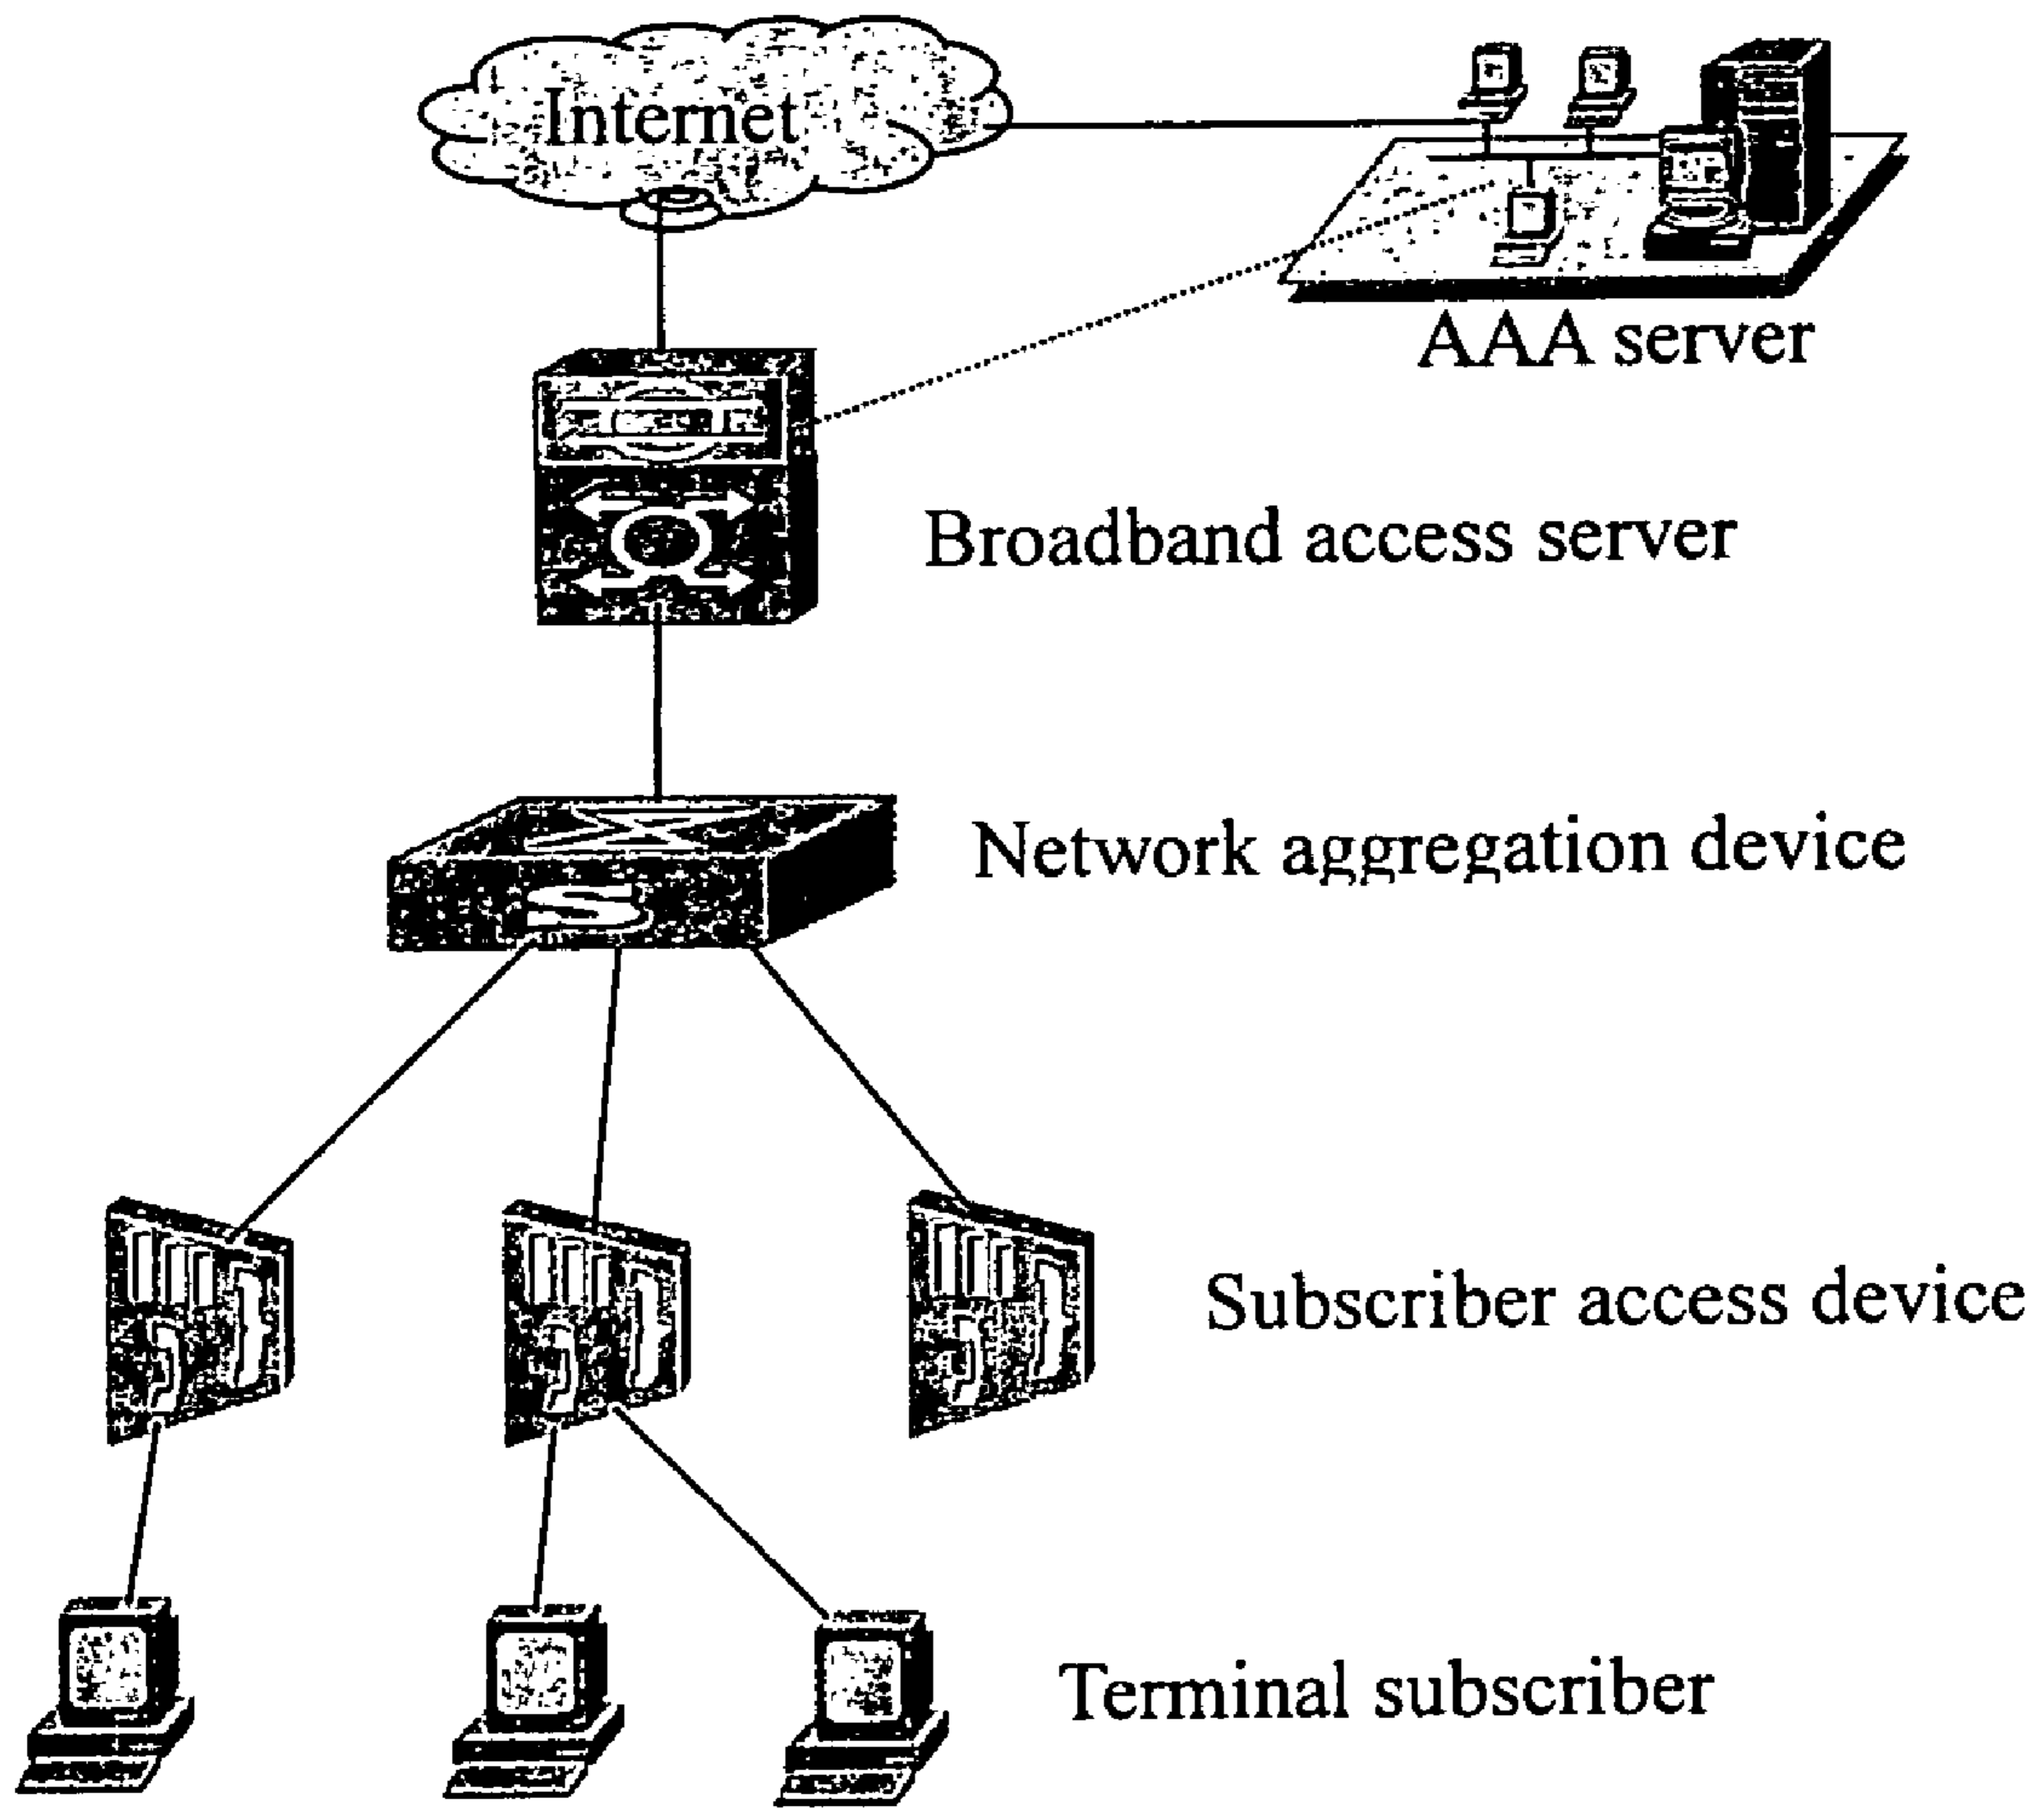 Internet
AAA server
Broadband access server
Network aggregation device
Subscriber access device
Terminal subscriber